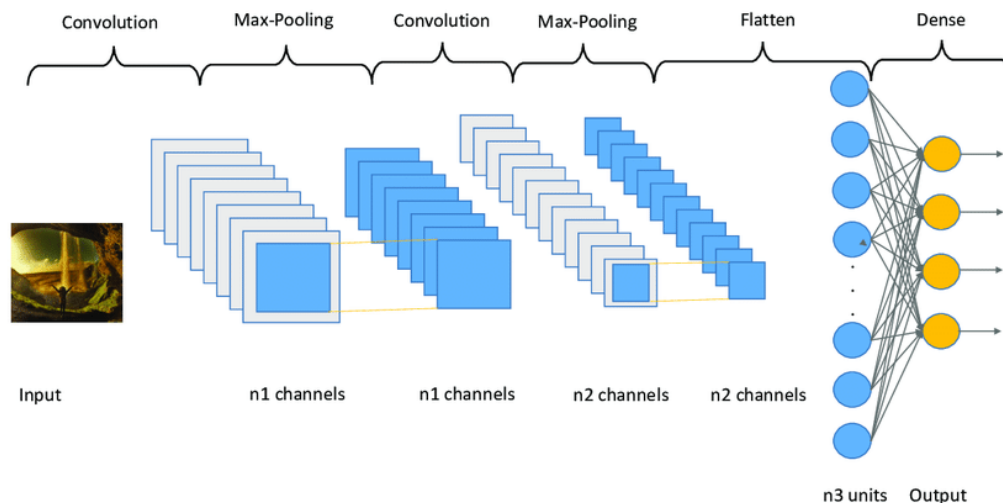 Convolution
Max-Pooling
Convolution
Max-Pooling
Flatten
Dense
Input
n1 channels
n1 channels
n2 channels
n2 channels
n3 units
Output